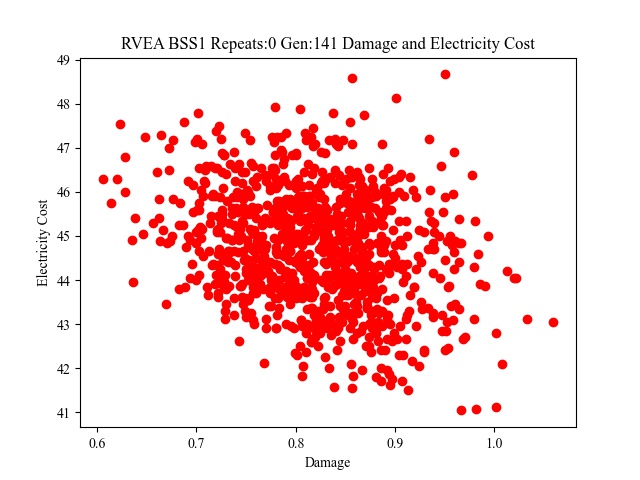 RVEA BSS1 Repeats:0 Gen:141 Damage and Electricity Cost
49
48
47
46
45
44
43
42
41
Electricity Cost
0.6 0.7 0.8 0.9 1.0
Damage